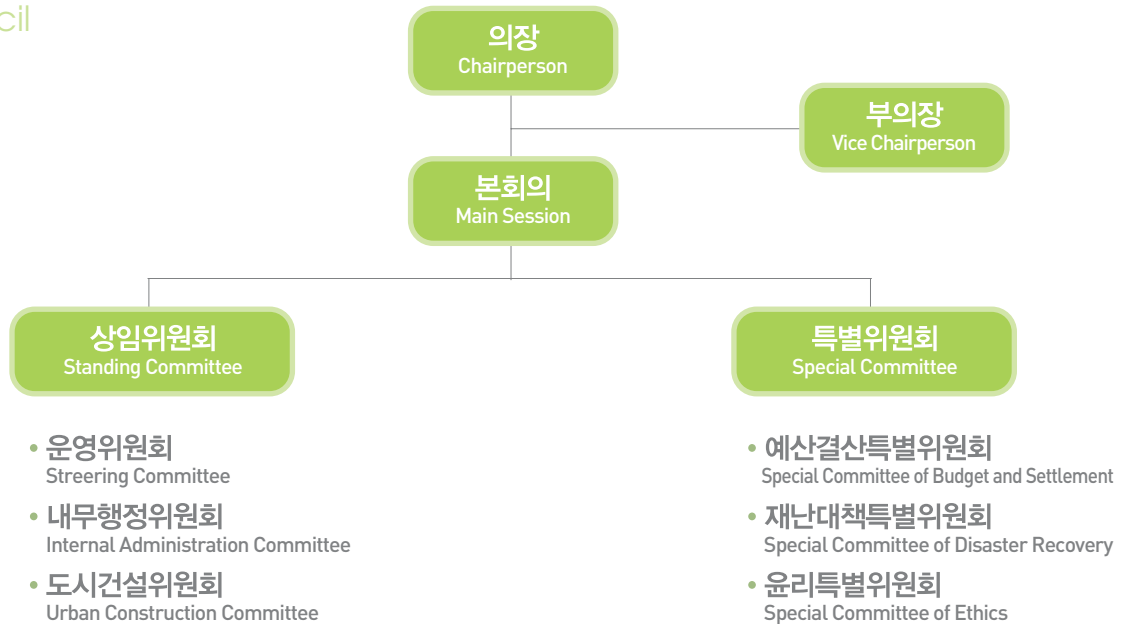 cil
의장
Chairperson
부의장
Vice Chairperson
본회의
Main Session
상임위원회
Standing Committee
특별위원회
Special Committee
• 운영위원회
Streering Committee
• 내무행정위원회
Internal Administration Committee
• 도시건설위원회
Urban Construction Committee
• 예산결산특별위원회
Special Committee of Budget and Settlement
• 재난대책특별위원회
Special Committee of Disaster Recovery
• 윤리특별위원회
Special Committee of Ethics